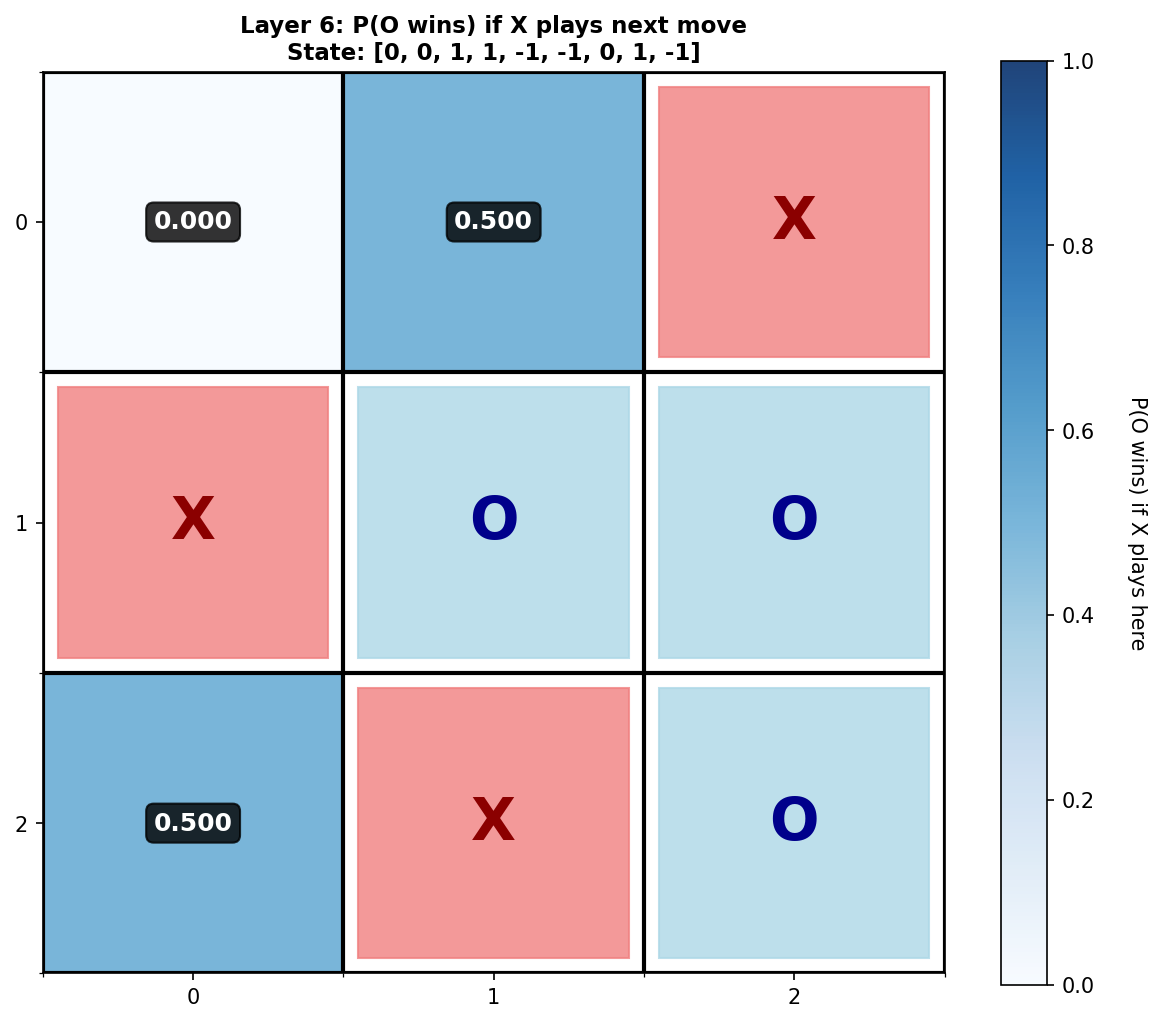 Layer 6: P(O wins) if X plays next move
State: [0, 0, 1, 1, -1, -1, 0, 1, -1]
0
0.000
0.500
X
1
X
O
O
2
0.500
X
O
0
1
2
1.0
0.8
0.6
0.4
0.2
0.0
P(O wins) if X plays here